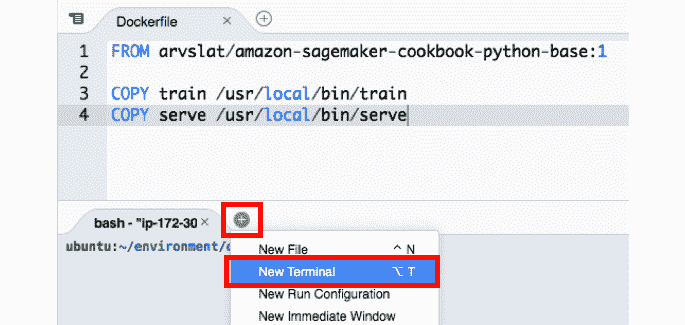 Dockerfile
1 FROM arvslat/amazon-sagemaker-cookbook-python-base:1
2
3 COPY train /usr/local/bin/train
4 COPY serve /usr/local/bin/serve
bash - "ip-172-30
ubuntu:~/environment/
New File ^ N
New Terminal ⌥ T
New Run Configuration
New Immediate Window